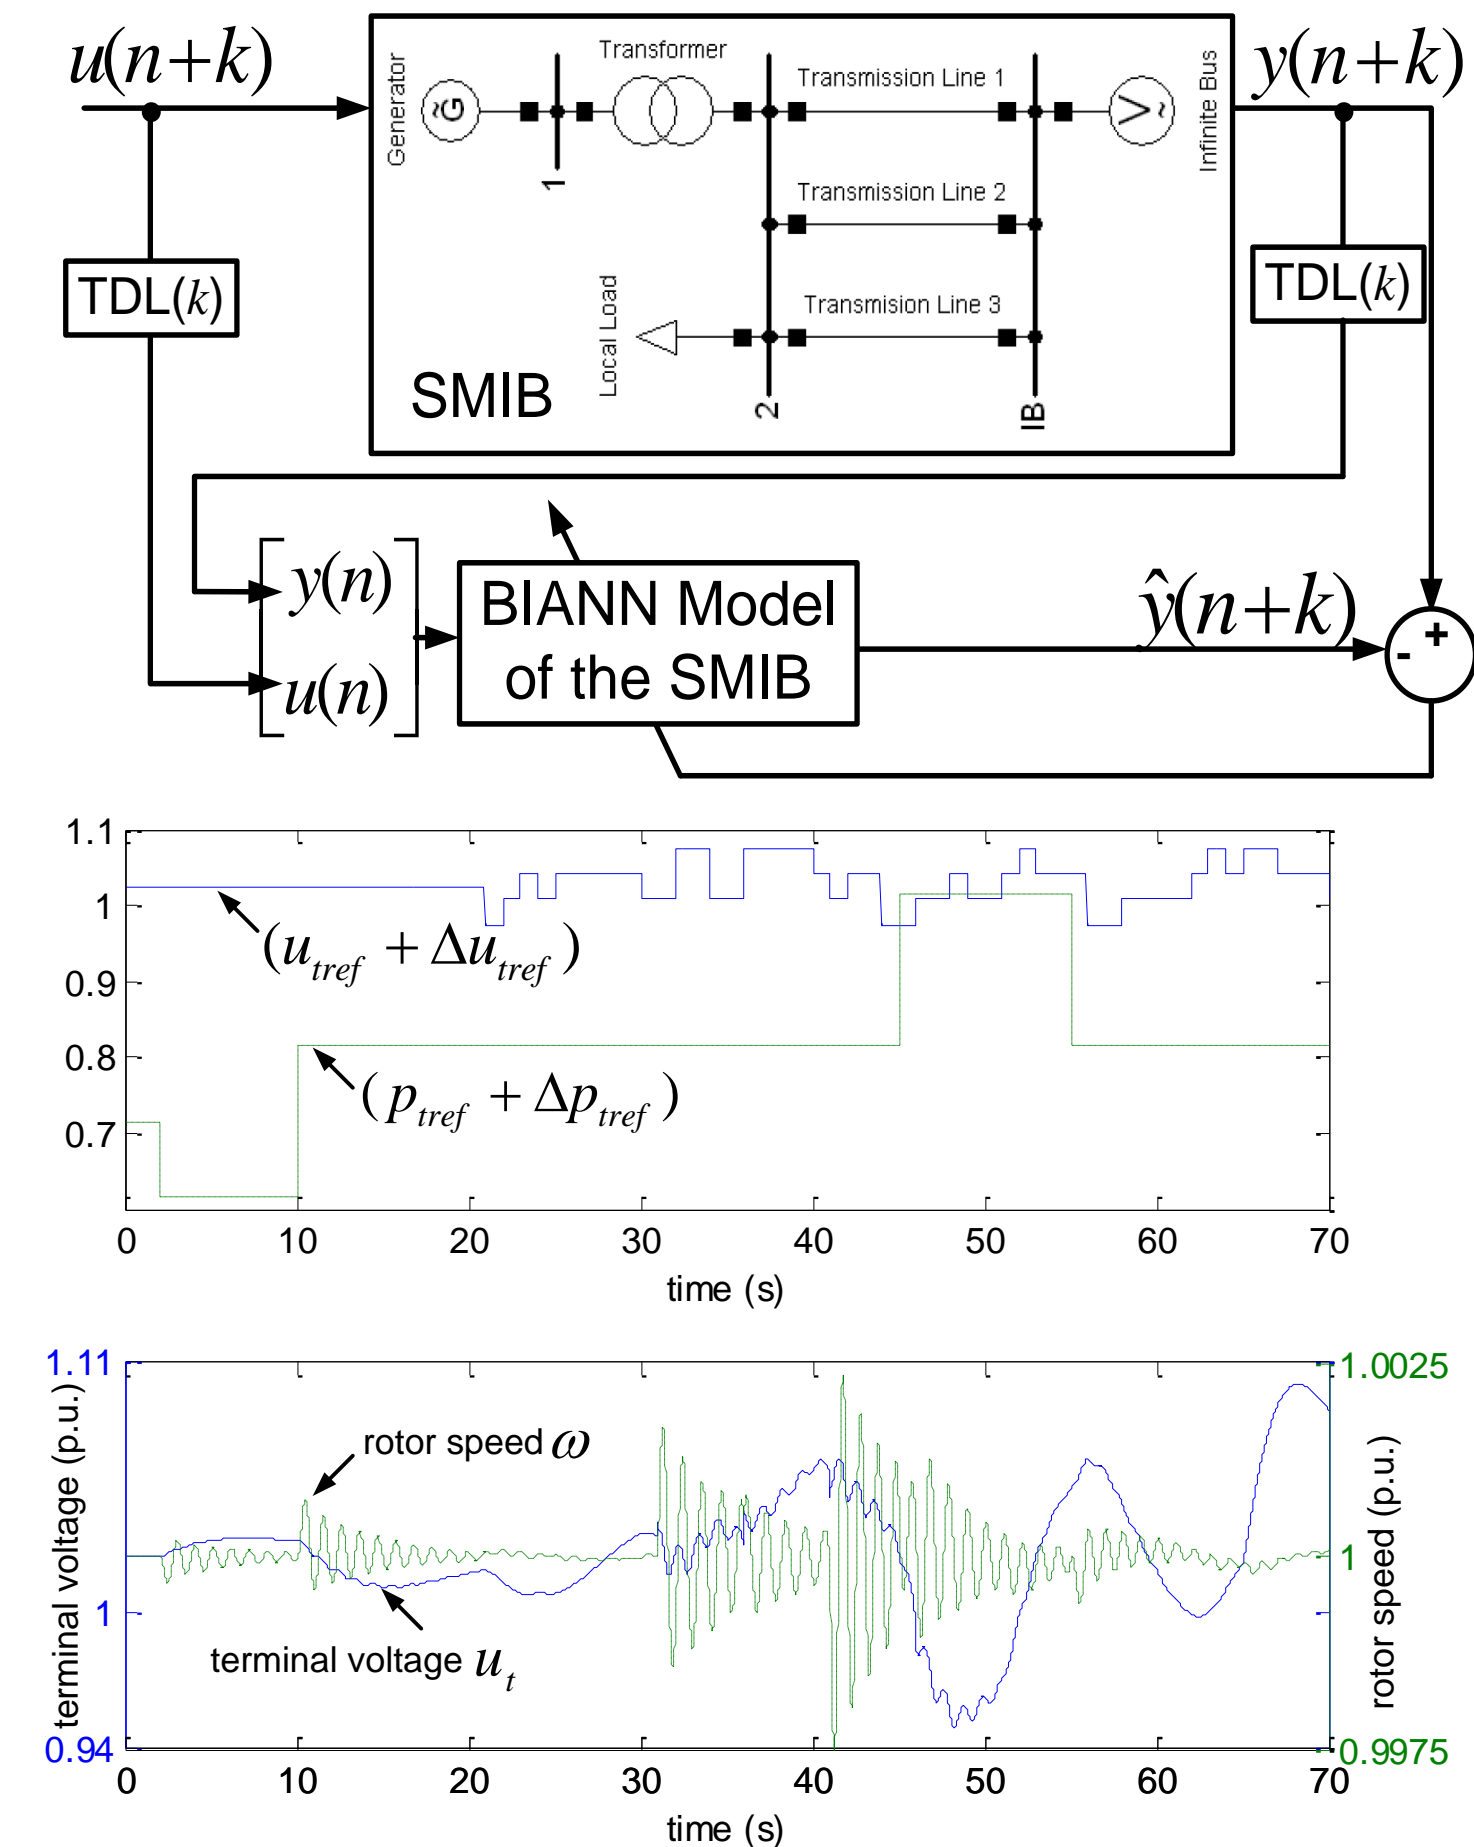 u(n+k)
y(n+k)
Generator
G̃
Transformer
1
Transmission Line 1
Transmission Line 2
Transmision Line 3
Local Load
2
IB
V ~
Infinite Bus
SMIB
TDL(k)
TDL(k)
y(n)
u(n)
BIANN Model
of the SMIB
ŷ(n+k)
+
-
1.1
1
0.9
0.8
0.7
(u_tref + Δu_tref)
(p_tref + Δp_tref)
0 10 20 30 40 50 60 70
time (s)
1.11
1
0.94
terminal voltage (p.u.)
rotor speed ω
terminal voltage u_t
1.0025
1
0.9975
rotor speed (p.u.)
0 10 20 30 40 50 60 70
time (s)